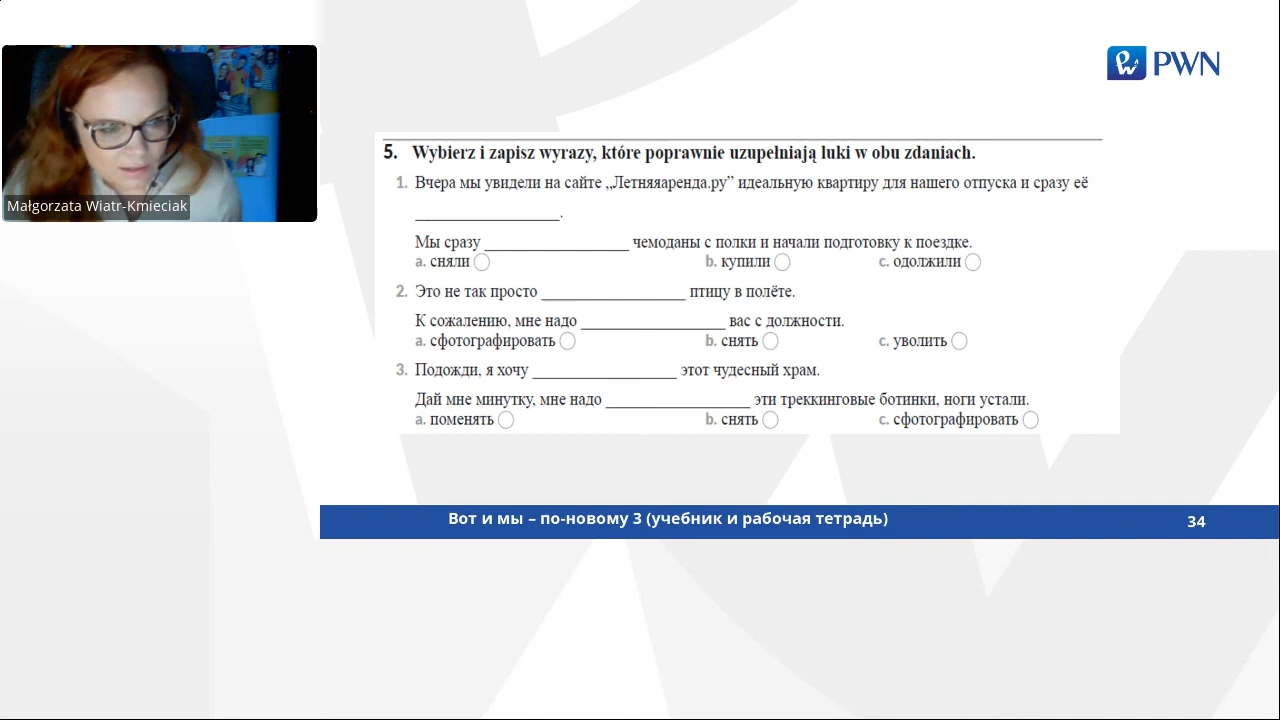 PWN
Małgorzata Wiatr-Kmieciak
5. Wybierz i zapisz wyrazy, które poprawnie uzupełniają luki w obu zdaniach.
1. Вчера мы увидели на сайте „Летняяаренда.ру” идеальную квартиру для нашего отпуска и сразу её
__________________.
Мы сразу __________________ чемоданы с полки и начали подготовку к поездке.
a. сняли b. купили c. одолжили
2. Это не так просто __________________ птицу в полёте.
К сожалению, мне надо __________________ вас с должности.
a. сфотографировать b. снять c. уволить
3. Подожди, я хочу __________________ этот чудесный храм.
Дай мне минутку, мне надо __________________ эти треккинговые ботинки, ноги устали.
a. поменять b. снять c. сфотографировать
Вот и мы – по-новому 3 (учебник и рабочая тетрадь)
34